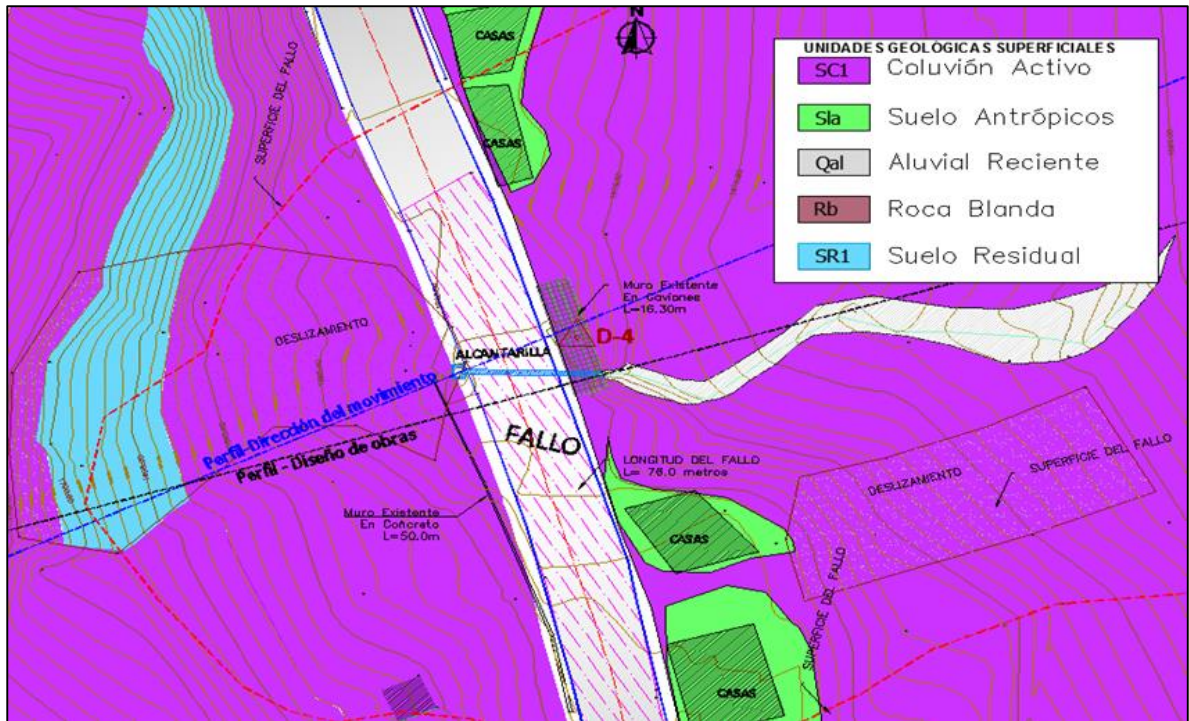 N
CASAS
CASAS
UNIDADES GEOLÓGICAS SUPERFICIALES
SC1 Coluvión Activo
Sla Suelo Antrópicos
Qal Aluvial Reciente
Rb Roca Blanda
SR1 Suelo Residual
SUPERFICIE DEL FALLO
DESLIZAMIENTO
Muro Existente
En Gaviones
L=16.30m
D-4
ALCANTARILLA
Perfil-Dirección del movimiento
Perfil - Diseño de obras
FALLO
LONGITUD DEL FALLO
L= 76.0 metros
Muro Existente
En Concreto
L=50.0m
DESLIZAMIENTO
SUPERFICIE DEL FALLO
CASAS
SUPERFICIE DEL FALLO
CASAS